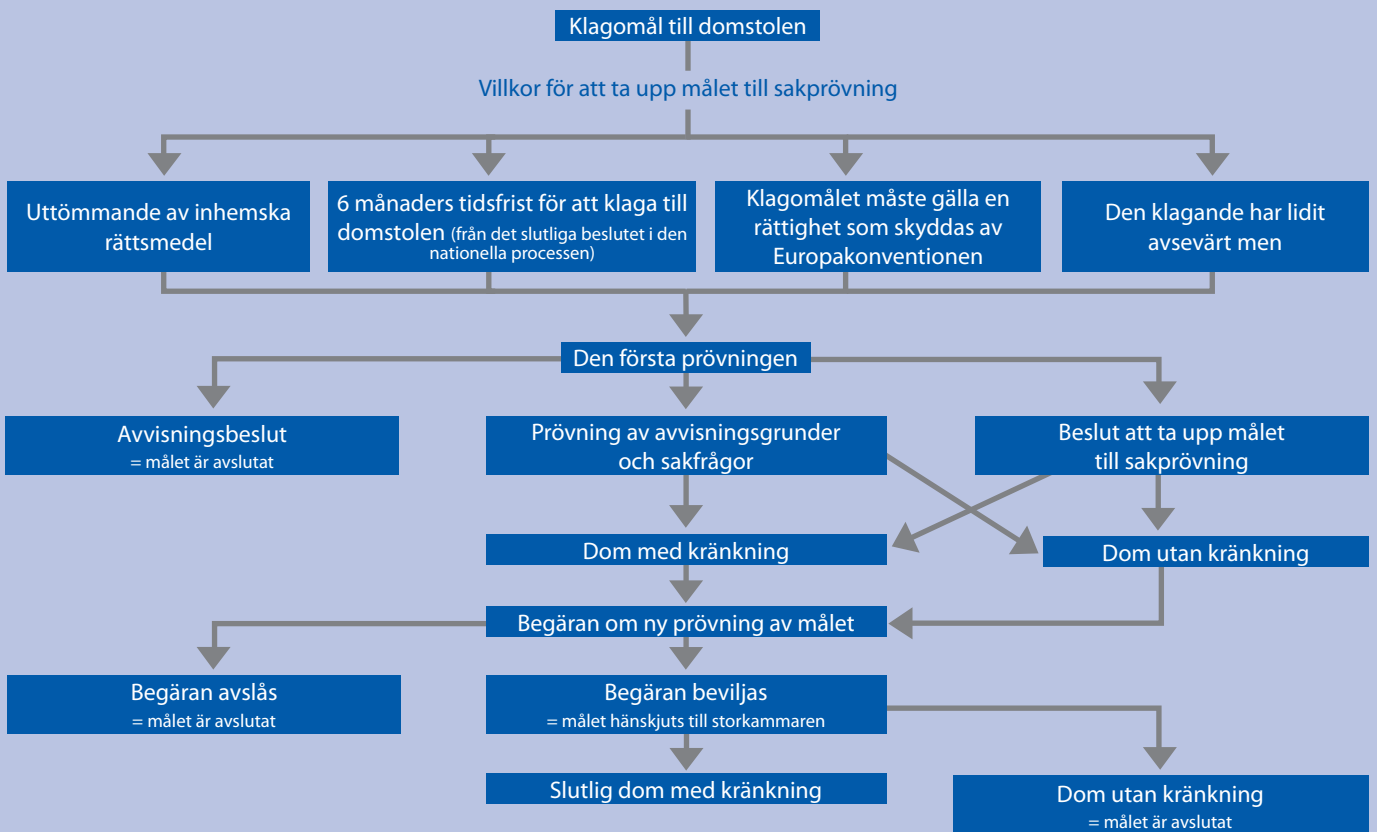 Klagomål till domstolen
Villkor för att ta upp målet till sakprövning
Uttömmande av inhemska
rättsmedel
6 månaders tidsfrist för att klaga till
domstolen (från det slutliga beslutet i den
nationella processen)
Klagomålet måste gälla en
rättighet som skyddas av
Europakonventionen
Den klagande har lidit
avsevärt men
Den första prövningen
Avvisningsbeslut
= målet är avslutat
Prövning av avvisningsgrunder
och sakfrågor
Beslut att ta upp målet
till sakprövning
Dom med kränkning
Dom utan kränkning
Begäran om ny prövning av målet
Begäran avslås
= målet är avslutat
Begäran beviljas
= målet hänskjuts till storkammaren
Slutlig dom med kränkning
Dom utan kränkning
= målet är avslutat